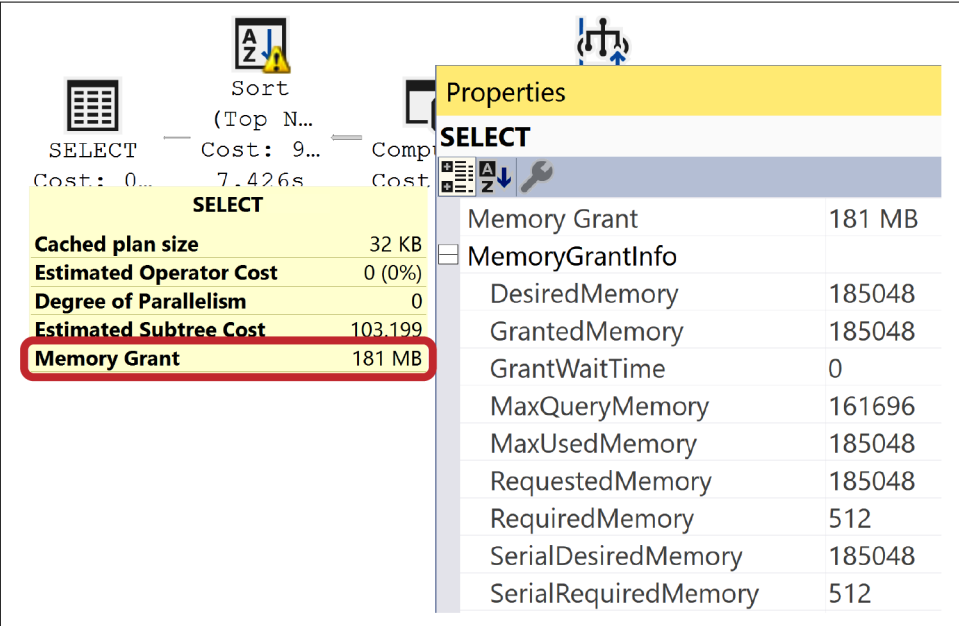 A
Z
Sort
(Top N…
Cost: 9…
7.426s
SELECT
Cost: 0…
Comp
Cost
SELECT
Cached plan size 32 KB
Estimated Operator Cost 0 (0%)
Degree of Parallelism 0
Estimated Subtree Cost 103.199
Memory Grant 181 MB
Properties
SELECT
A
Z
Memory Grant 181 MB
MemoryGrantInfo
DesiredMemory 185048
GrantedMemory 185048
GrantWaitTime 0
MaxQueryMemory 161696
MaxUsedMemory 185048
RequestedMemory 185048
RequiredMemory 512
SerialDesiredMemory 185048
SerialRequiredMemory 512